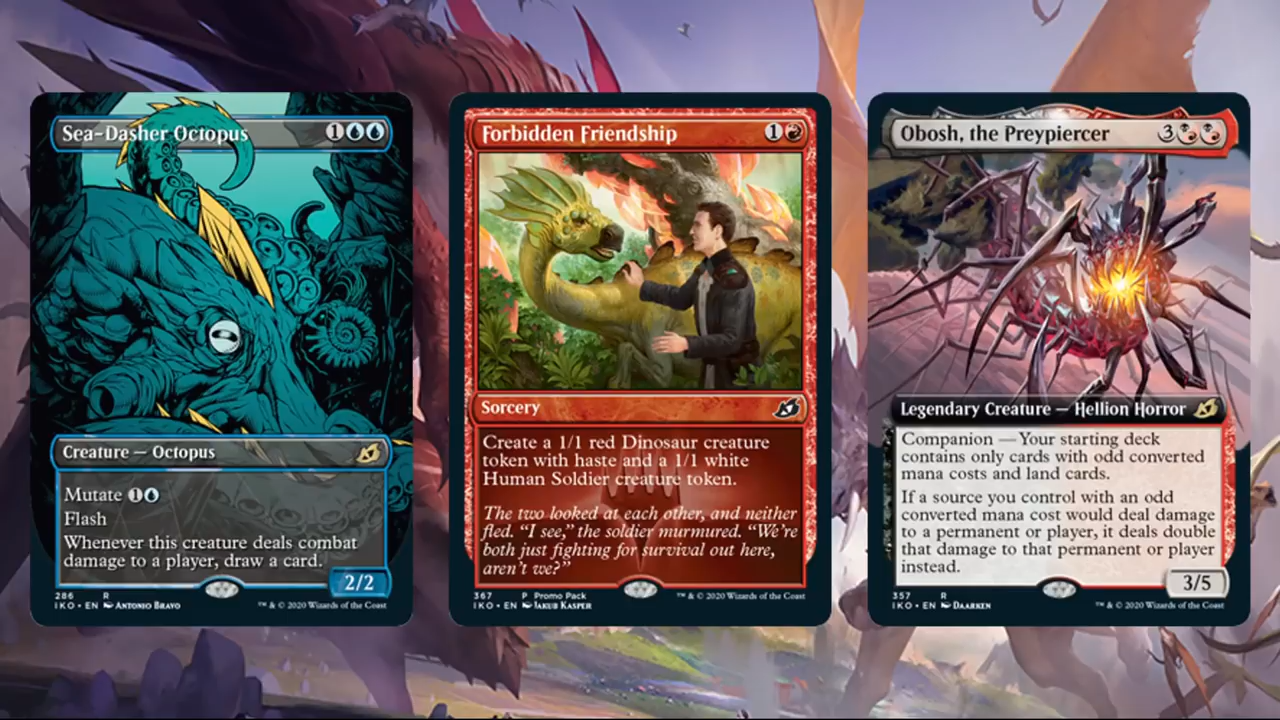 Sea-Dasher Octopus
1
Creature — Octopus
Mutate 1
Flash
Whenever this creature deals combat
damage to a player, draw a card.
2/2
286 R
IKO • EN Antonio Bravo ™ & © 2020 Wizards of the Coast
Forbidden Friendship
1
Sorcery
Create a 1/1 red Dinosaur creature
token with haste and a 1/1 white
Human Soldier creature token.
The two looked at each other, and neither
fled. “I see,” the soldier murmured. “We’re
both just fighting for survival out here,
aren’t we?”
367 P Promo Pack
IKO • EN Jakub Kasper ™ & © 2020 Wizards of the Coast
Obosh, the Preypiercer
3
Legendary Creature — Hellion Horror
Companion — Your starting deck
contains only cards with odd converted
mana costs and land cards.
If a source you control with an odd
converted mana cost would deal damage
to a permanent or player, it deals double
that damage to that permanent or player
instead.
3/5
357 R
IKO • EN Daarken ™ & © 2020 Wizards of the Coast